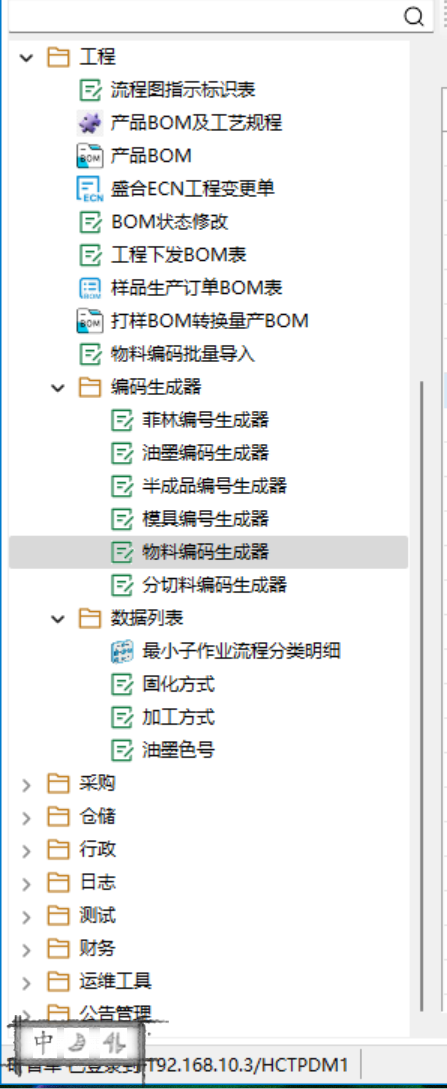 工程
流程图指示标识表
产品BOM及工艺规程
BOM 产品BOM
ECN 盛合ECN工程变更单
BOM状态修改
工程下发BOM表
BOM 样品生产订单BOM表
BOM 打样BOM转换量产BOM
物料编码批量导入
编码生成器
菲林编号生成器
油墨编码生成器
半成品编号生成器
模具编号生成器
物料编码生成器
分切料编码生成器
数据列表
最小子作业流程分类明细
固化方式
加工方式
油墨色号
采购
仓储
行政
日志
测试
财务
运维工具
公告管理
中
已登录到 192.168.10.3/HCTPDM1